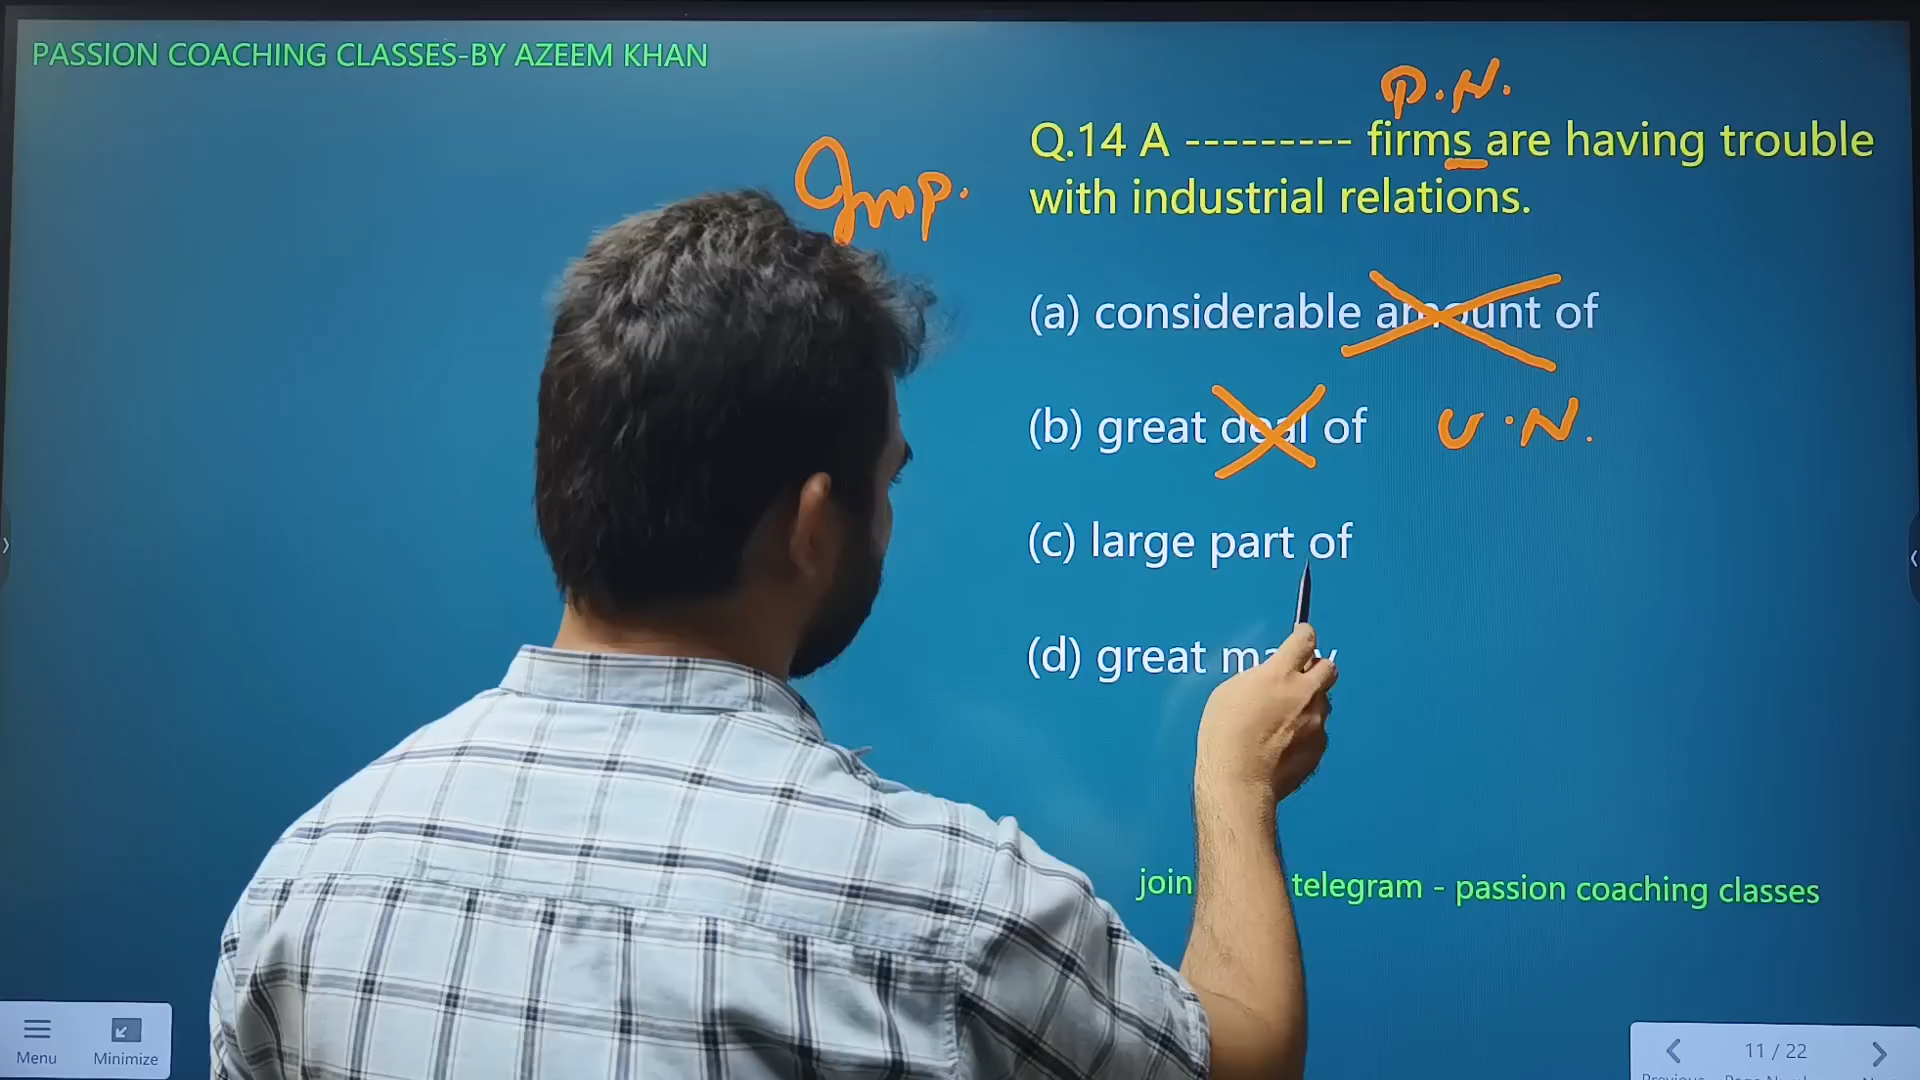 PASSION COACHING CLASSES-BY AZEEM KHAN
P.N.
Imp.
Q.14 A --------- firms are having trouble
with industrial relations.
(a) considerable amount of
(b) great deal of U.N.
(c) large part of
(d) great many
join telegram - passion coaching classes
Menu
Minimize
11 / 22